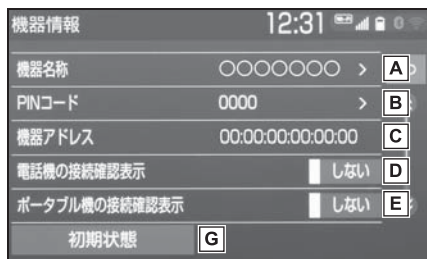 機器情報 12:31
機器名称 ○○○○○○○ > A
PINコード 0000 > B
機器アドレス 00:00:00:00:00:00 C
電話機の接続確認表示 しない D
ポータブル機の接続確認表示 しない E
初期状態 G